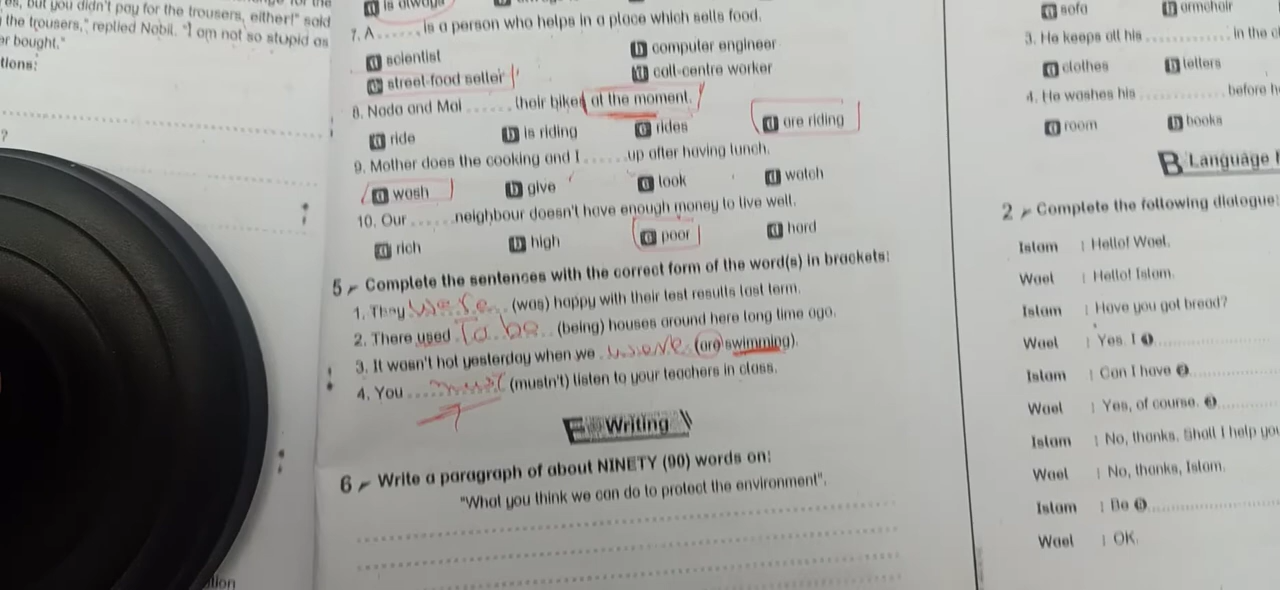 you didn't pay for the trousers, either!" said
the trousers," replied Nabil. "I am not so stupid as
bought."
is always
7. A ...... is a person who helps in a place which sells food.
a scientist
b computer engineer
c street-food seller
d call-centre worker
8. Nada and Mai ...... their bikes at the moment.
a ride b is riding c rides d are riding
9. Mother does the cooking and I ...... up after having lunch.
a wash b give c look d watch
10. Our ...... neighbour doesn't have enough money to live well.
a rich b high c poor d hard
5 Complete the sentences with the correct form of the word(s) in brackets:
1. They were (was) happy with their test results last term.
2. There used to be (being) houses around here long time ago.
3. It wasn't hot yesterday when we were (are swimming).
4. You must (mustn't) listen to your teachers in class.
E Writing
6 Write a paragraph of about NINETY (90) words on:
"What you think we can do to protect the environment".
a sofa b armchair
3. He keeps all his ............ in the
a clothes b letters
4. He washes his ............ before
a room b books
B Language
2 Complete the following dialogue:
Islam : Hello! Wael.
Wael : Hello! Islam.
Islam : Have you got bread?
Wael : Yes. I 1............
Islam : Can I have 2............
Wael : Yes, of course. 3............
Islam : No, thanks. Shall I help you
Wael : No, thanks, Islam.
Islam : Be 4............
Wael : OK.